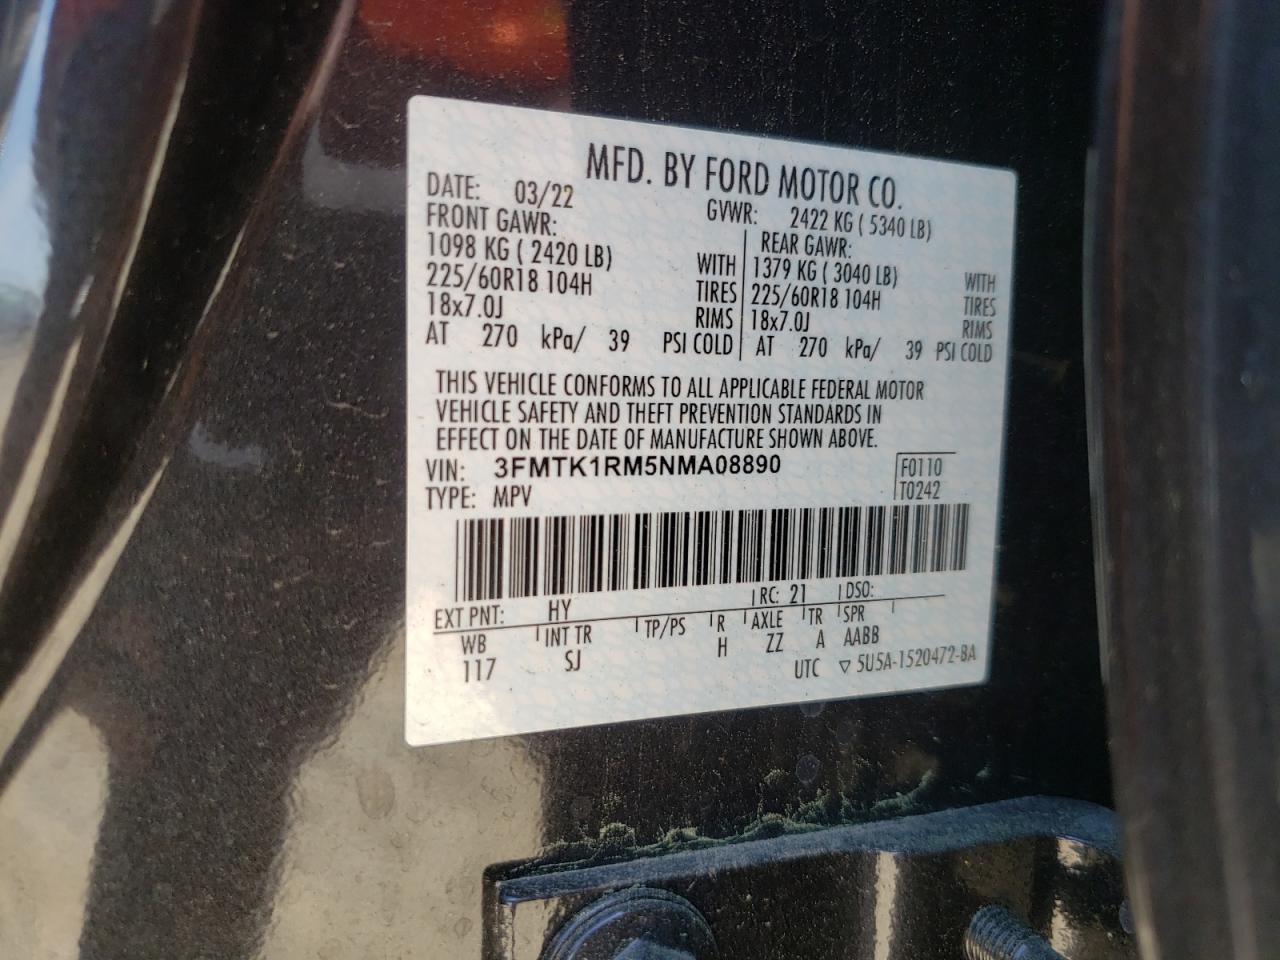 MFD. BY FORD MOTOR CO.
DATE: 03/22 GVWR: 2422 KG ( 5340 LB)
FRONT GAWR: REAR GAWR:
1098 KG ( 2420 LB) WITH 1379 KG ( 3040 LB) WITH
225/60R18 104H TIRES 225/60R18 104H TIRES
18x7.0J RIMS 18x7.0J RIMS
AT 270 kPa/ 39 PSI COLD AT 270 kPa/ 39 PSI COLD
THIS VEHICLE CONFORMS TO ALL APPLICABLE FEDERAL MOTOR
VEHICLE SAFETY AND THEFT PREVENTION STANDARDS IN
EFFECT ON THE DATE OF MANUFACTURE SHOWN ABOVE.
VIN: 3FMTK1RM5NMA08890 F0110
TYPE: MPV T0242
EXT PNT: HY RC: 21 DSO:
WB INT TR TP/PS R AXLE TR SPR
117 SJ H ZZ A AABB
UTC ▽ 5U5A-1520472-BA